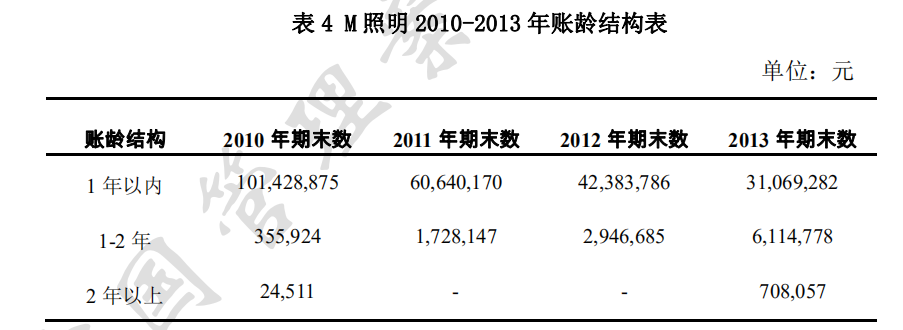 表 4 M 照明 2010-2013 年账龄结构表
单位：元
账龄结构 2010 年期末数 2011 年期末数 2012 年期末数 2013 年期末数
1 年以内 101,428,875 60,640,170 42,383,786 31,069,282
1-2 年 355,924 1,728,147 2,946,685 6,114,778
2 年以上 24,511 - - 708,057
国管理案